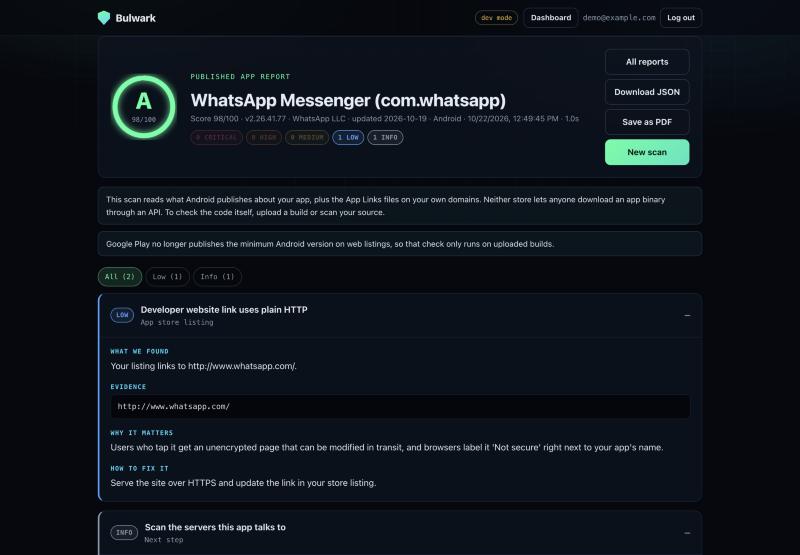 Bulwark
dev mode
Dashboard
demo@example.com
Log out
A
98/100
PUBLISHED APP REPORT
WhatsApp Messenger (com.whatsapp)
Score 98/100 · v2.26.41.77 · WhatsApp LLC · updated 2026-10-19 · Android · 10/22/2026, 12:49:45 PM · 1.0s
0 CRITICAL
0 HIGH
0 MEDIUM
1 LOW
1 INFO
All reports
Download JSON
Save as PDF
New scan
This scan reads what Android publishes about your app, plus the App Links files on your own domains. Neither store lets anyone download an app binary
through an API. To check the code itself, upload a build or scan your source.
Google Play no longer publishes the minimum Android version on web listings, so that check only runs on uploaded builds.
All (2)
Low (1)
Info (1)
LOW
Developer website link uses plain HTTP
App store listing
–
WHAT WE FOUND
Your listing links to http://www.whatsapp.com/.
EVIDENCE
http://www.whatsapp.com/
WHY IT MATTERS
Users who tap it get an unencrypted page that can be modified in transit, and browsers label it 'Not secure' right next to your app's name.
HOW TO FIX IT
Serve the site over HTTPS and update the link in your store listing.
INFO
Scan the servers this app talks to
Next step
–